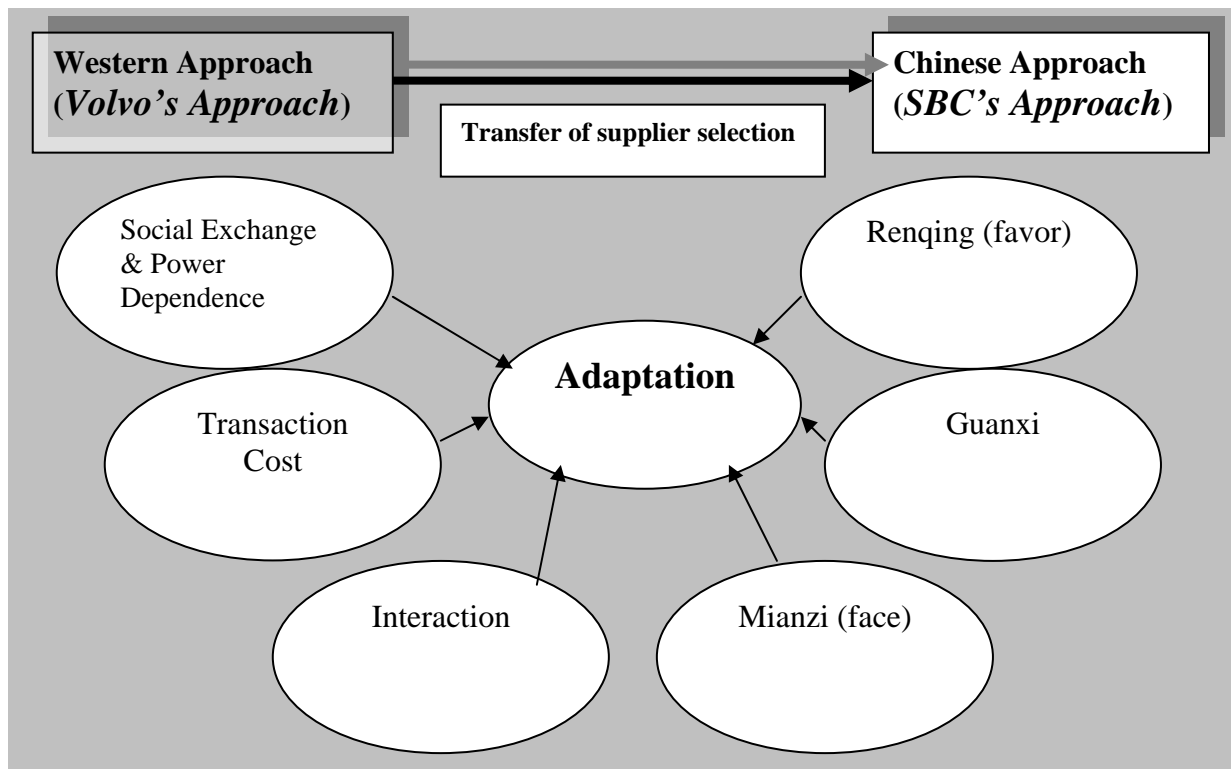 Western Approach
(Volvo's Approach)
Chinese Approach
(SBC's Approach)
Transfer of supplier selection
Social Exchange
& Power
Dependence
Renqing (favor)
Adaptation
Transaction
Cost
Guanxi
Interaction
Mianzi (face)